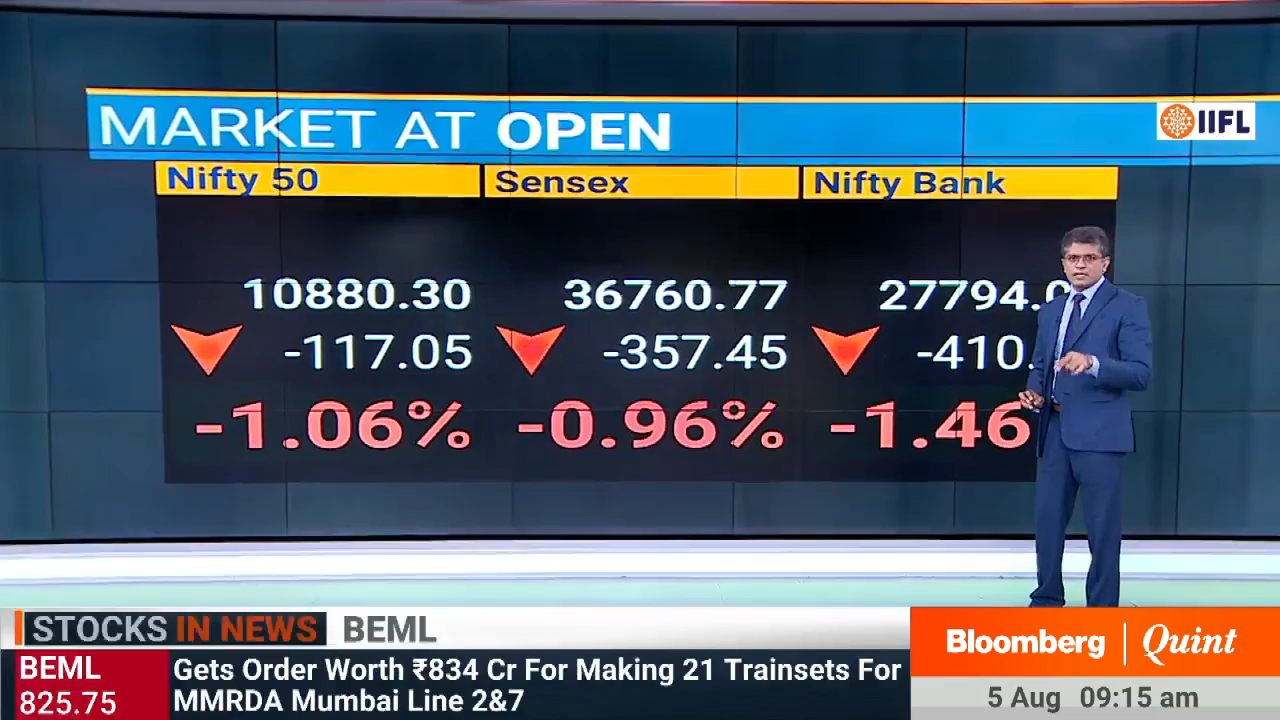 MARKET AT OPEN
IIFL
Nifty 50
Sensex
Nifty Bank
10880.30
36760.77
-117.05
-357.45
-1.06%
-0.96%
STOCKS IN NEWS
BEML
BEML
825.75
Gets Order Worth ₹834 Cr For Making 21 Trainsets For
MMRDA Mumbai Line 2&7
Bloomberg | Quint
5 Aug 09:15 am